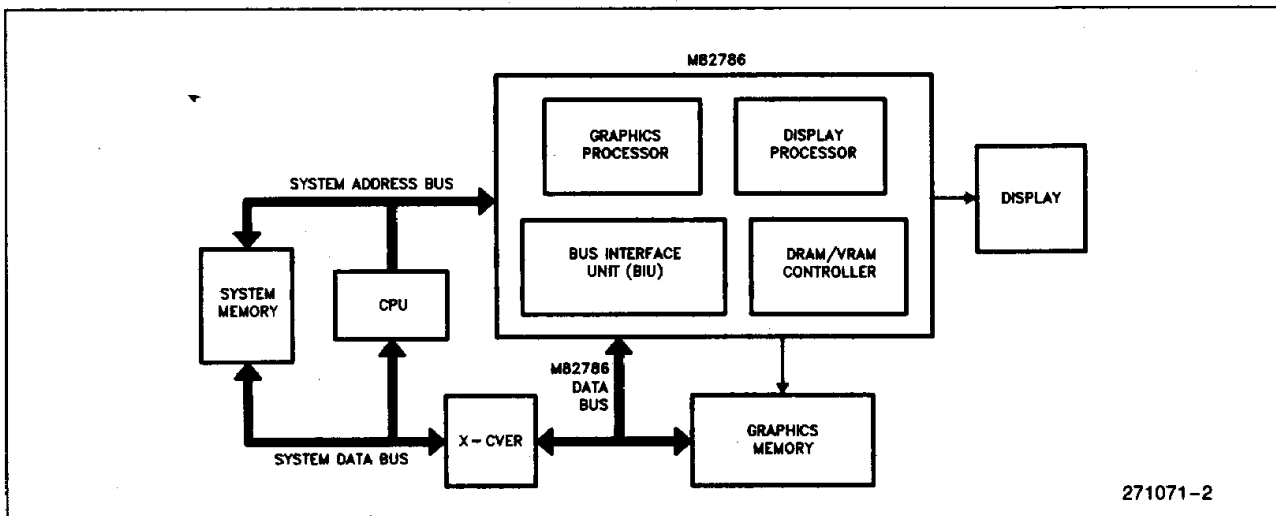 M82786
GRAPHICS
PROCESSOR
DISPLAY
PROCESSOR
SYSTEM ADDRESS BUS
DISPLAY
BUS INTERFACE
UNIT (BIU)
DRAM/VRAM
CONTROLLER
SYSTEM
MEMORY
CPU
M82786
DATA
BUS
X-CVER
GRAPHICS
MEMORY
SYSTEM DATA BUS
271071-2